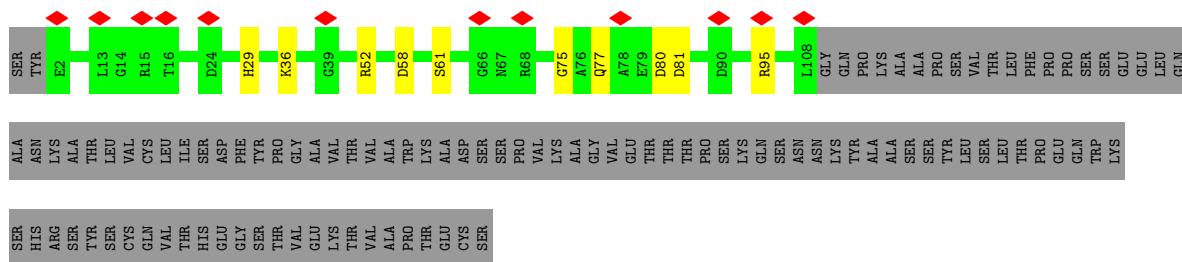 SER TYR E2 L13 G14 R15 T16 D24 H29 K36 G39 R52 D58 S61 G66 N67 R68 G75 A76 Q77 A78 E79 D80 D81 D90 R95 L108 GLY GLN PRO LYS ALA ALA PRO SER VAL THR LEU PHE PRO PRO SER SER GLU GLU LEU GLN
ALA ASN LYS ALA THR LEU VAL CYS LEU ILE SER ASP PHE TYR PRO GLY ALA VAL THR VAL ALA TRP LYS ALA ASP SER SER PRO VAL LYS ALA GLY VAL GLU THR THR THR PRO SER LYS GLN SER ASN ASN LYS TYR ALA ALA SER SER TYR LEU SER LEU THR PRO GLU GLN TRP LYS
SER HIS ARG SER TYR SER CYS GLN VAL THR HIS GLU GLY SER THR VAL GLU LYS THR VAL ALA PRO THR GLU CYS SER